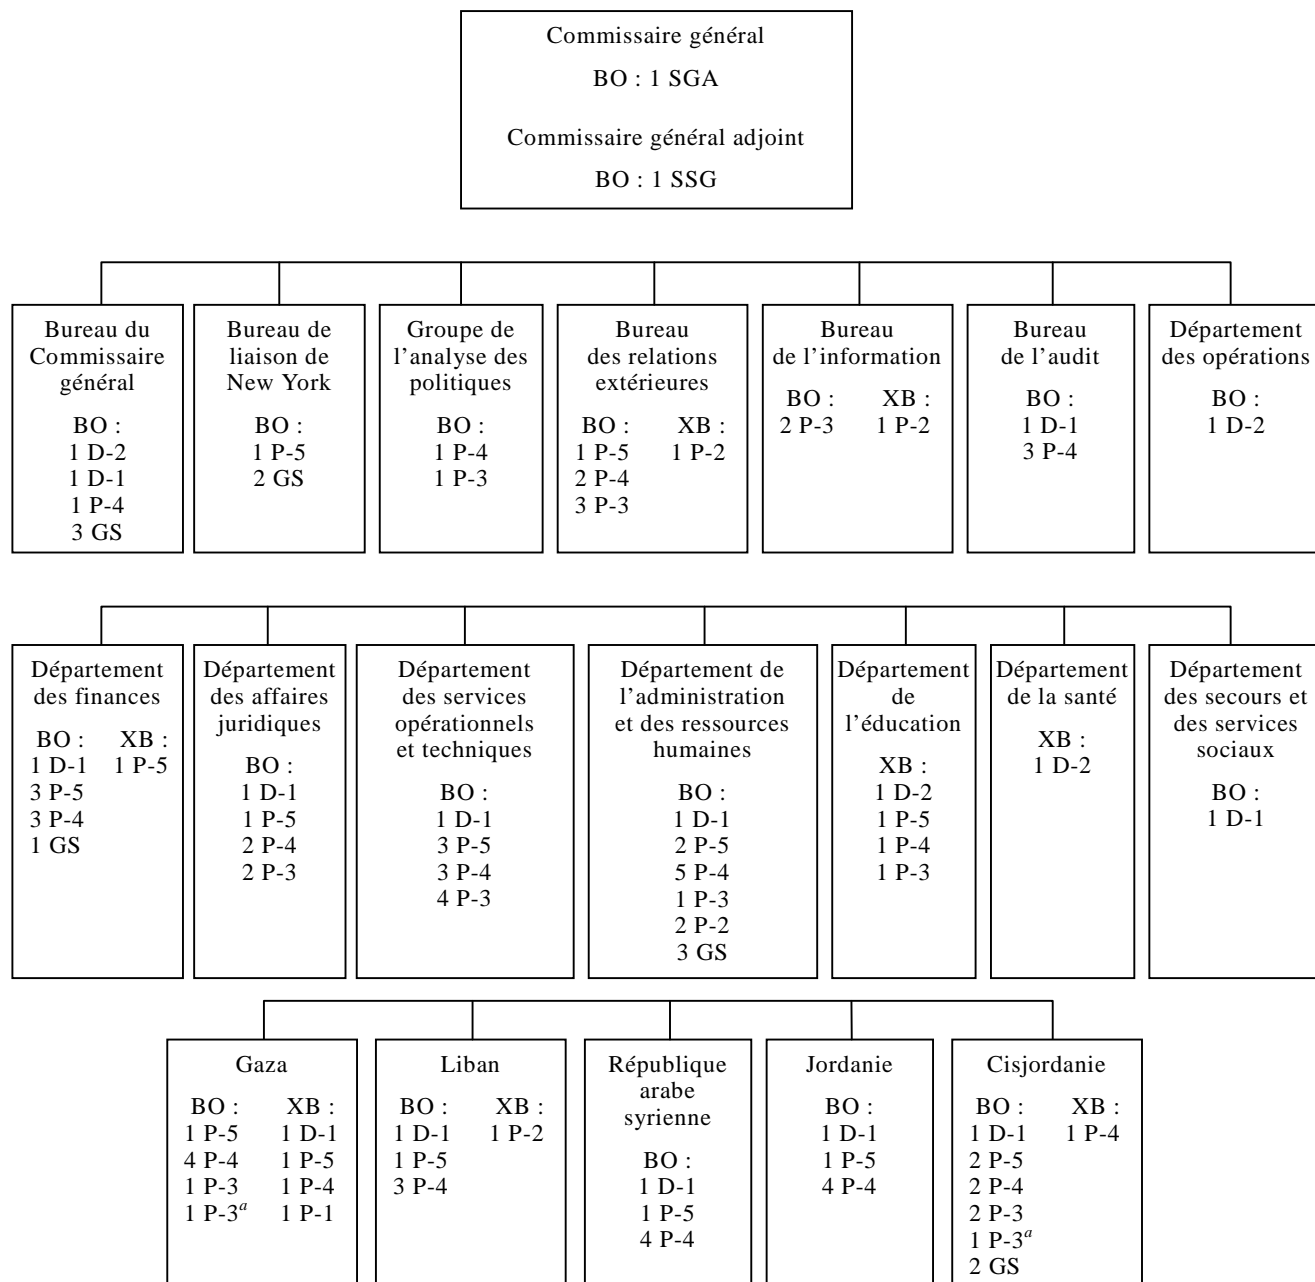 Commissaire général
BO : 1 SGA
Commissaire général adjoint
BO : 1 SSG
Bureau du
Commissaire
général
BO :
1 D-2
1 D-1
1 P-4
3 GS
Bureau de
liaison de
New York
BO :
1 P-5
2 GS
Groupe de
l’analyse des
politiques
BO :
1 P-4
1 P-3
Bureau
des relations
extérieures
BO : XB :
1 P-5 1 P-2
2 P-4
3 P-3
Bureau
de l’information
BO : XB :
2 P-3 1 P-2
Bureau
de l’audit
BO :
1 D-1
3 P-4
Département
des opérations
BO :
1 D-2
Département
des finances
BO : XB :
1 D-1 1 P-5
3 P-5
3 P-4
1 GS
Département
des affaires
juridiques
BO :
1 D-1
1 P-5
2 P-4
2 P-3
Département
des services
opérationnels
et techniques
BO :
1 D-1
3 P-5
3 P-4
4 P-3
Département de
l’administration
et des ressources
humaines
BO :
1 D-1
2 P-5
5 P-4
1 P-3
2 P-2
3 GS
Département
de
l’éducation
XB :
1 D-2
1 P-5
1 P-4
1 P-3
Département
de la santé
XB :
1 D-2
Département
des secours et
des services
sociaux
BO :
1 D-1
Gaza
BO : XB :
1 P-5 1 D-1
4 P-4 1 P-5
1 P-3 1 P-4
1 P-3a 1 P-1
Liban
BO : XB :
1 D-1 1 P-2
1 P-5
3 P-4
République
arabe
syrienne
BO :
1 D-1
1 P-5
4 P-4
Jordanie
BO :
1 D-1
1 P-5
4 P-4
Cisjordanie
BO : XB :
1 D-1 1 P-4
2 P-5
2 P-4
2 P-3
1 P-3a
2 GS